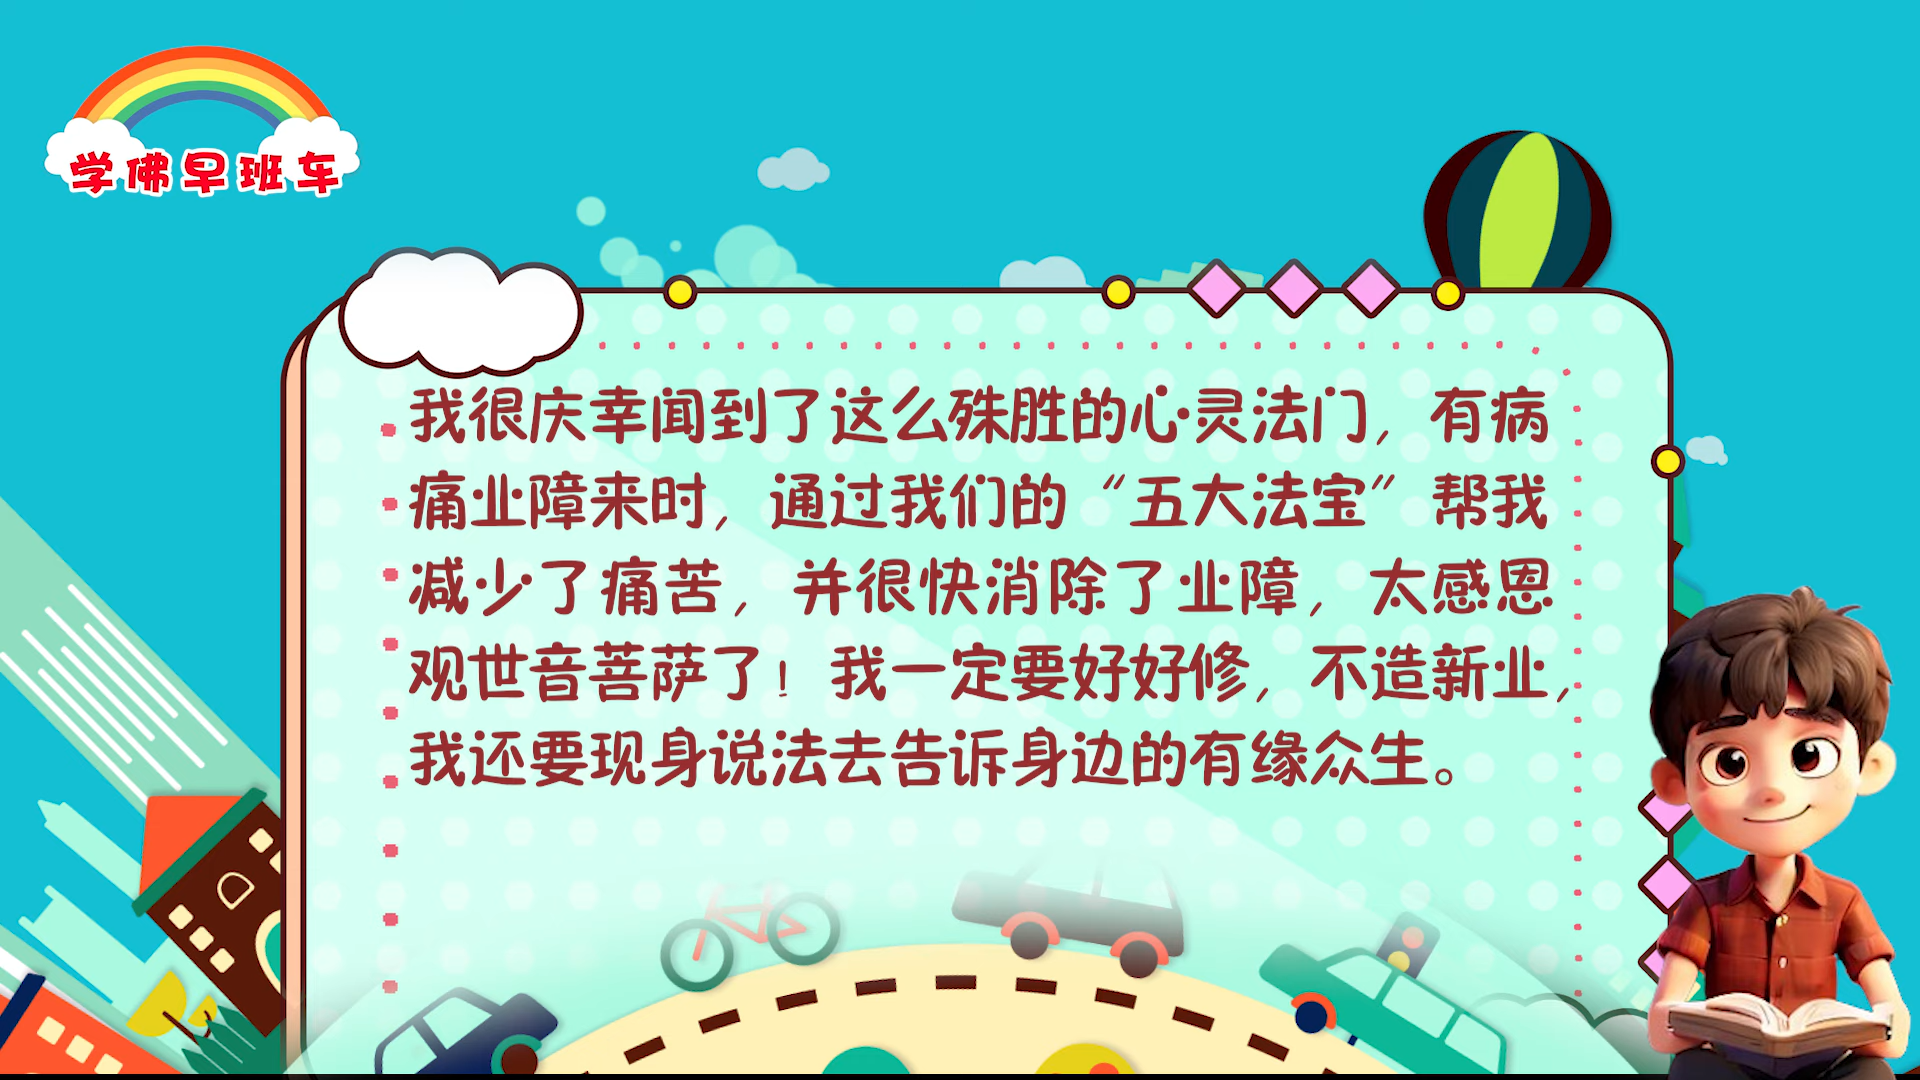 学佛早班车
我很庆幸闻到了这么殊胜的心灵法门，有病
痛业障来时，通过我们的“五大法宝”帮我
减少了痛苦，并很快消除了业障，太感恩
观世音菩萨了！我一定要好好修，不造新业，
我还要现身说法去告诉身边的有缘众生。